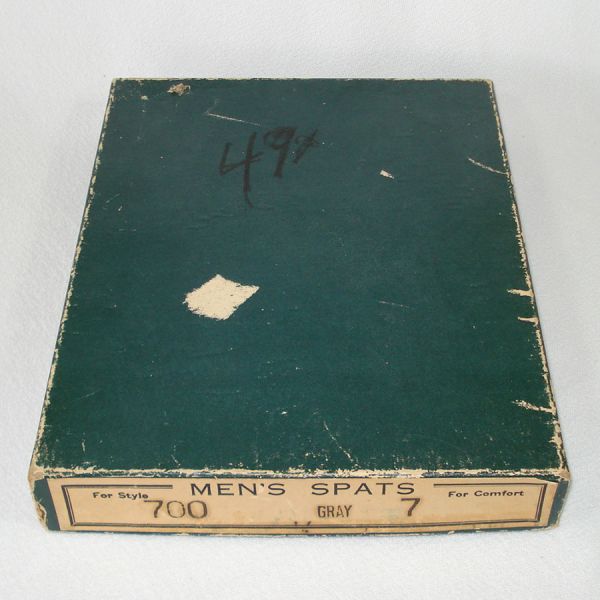 49¢
MEN'S SPATS
For Style 700 GRAY 7 For Comfort